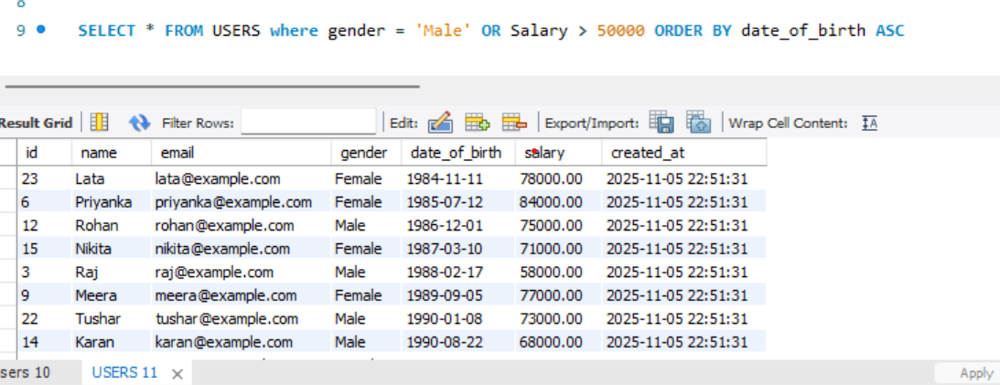 8
9 SELECT * FROM USERS where gender = 'Male' OR Salary > 50000 ORDER BY date_of_birth ASC
Result Grid Filter Rows: Edit: Export/Import: Wrap Cell Content:
id name email gender date_of_birth salary created_at
23 Lata lata@example.com Female 1984-11-11 78000.00 2025-11-05 22:51:31
6 Priyanka priyanka@example.com Female 1985-07-12 84000.00 2025-11-05 22:51:31
12 Rohan rohan@example.com Male 1986-12-01 75000.00 2025-11-05 22:51:31
15 Nikita nikita@example.com Female 1987-03-10 71000.00 2025-11-05 22:51:31
3 Raj raj@example.com Male 1988-02-17 58000.00 2025-11-05 22:51:31
9 Meera meera@example.com Female 1989-09-05 77000.00 2025-11-05 22:51:31
22 Tushar tushar@example.com Male 1990-01-08 73000.00 2025-11-05 22:51:31
14 Karan karan@example.com Male 1990-08-22 68000.00 2025-11-05 22:51:31
sers 10 USERS 11 Apply